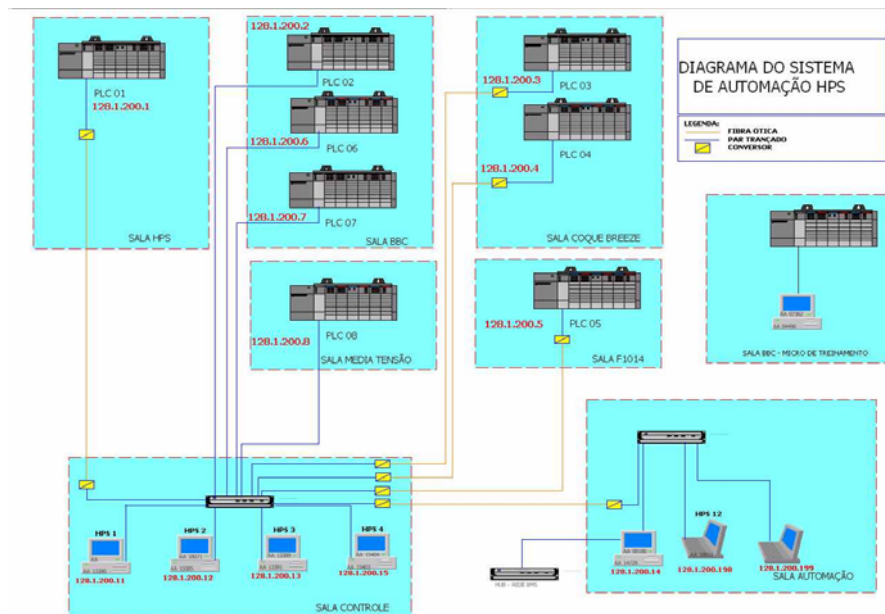 DIAGRAMA DO SISTEMA
DE AUTOMAÇÃO HPS
LEGENDA:
FIBRA OTICA
PAR TRANÇADO
CONVERSOR
PLC 01
128.1.200.1
SALA HPS
128.1.200.2
PLC 02
128.1.200.6
PLC 06
128.1.200.7
PLC 07
SALA BBC
128.1.200.3
PLC 03
128.1.200.4
PLC 04
SALA COQUE BREEZE
128.1.200.8
PLC 08
SALA MEDIA TENSÃO
128.1.200.5
PLC 05
SALA F1014
SALA BBC - MICRO DE TREINAMENTO
HPS 1
128.1.200.11
HPS 2
128.1.200.12
HPS 3
128.1.200.13
HPS 4
128.1.200.15
SALA CONTROLE
HPS 12
128.1.200.14
128.1.200.198
128.1.200.199
SALA AUTOMAÇÃO